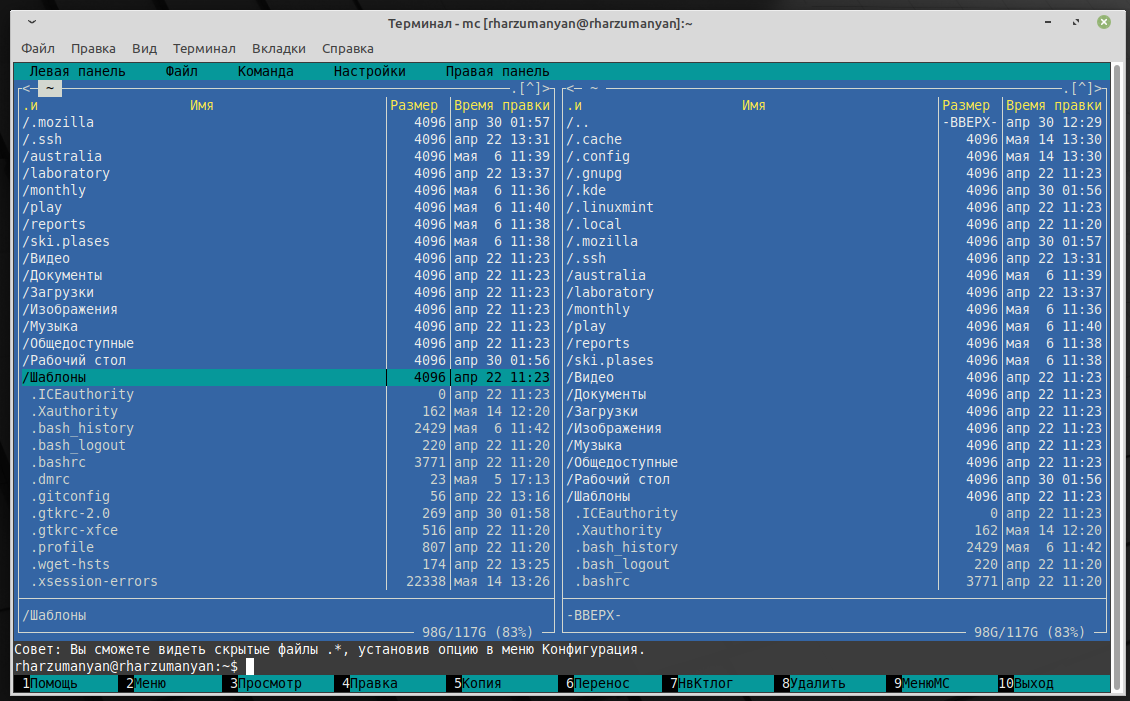 Терминал - mc [rharzumanyan@rharzumanyan]:~
Файл Правка Вид Терминал Вкладки Справка
Левая панель Файл Команда Настройки Правая панель
<─ ~ ─.[^]> <─ ~ ─.[^]>
.и Имя Размер Время правки .и Имя Размер Время правки
/.mozilla 4096 апр 30 01:57 /.. -ВВЕРХ- апр 30 12:29
/.ssh 4096 апр 22 13:31 /.cache 4096 мая 14 13:30
/australia 4096 мая 6 11:39 /.config 4096 мая 14 13:30
/laboratory 4096 апр 22 13:37 /.gnupg 4096 апр 22 11:23
/monthly 4096 мая 6 11:36 /.kde 4096 апр 30 01:56
/play 4096 мая 6 11:40 /.linuxmint 4096 апр 22 11:23
/reports 4096 мая 6 11:38 /.local 4096 апр 22 11:20
/ski.plases 4096 мая 6 11:38 /.mozilla 4096 апр 30 01:57
/Видео 4096 апр 22 11:23 /.ssh 4096 апр 22 13:31
/Документы 4096 апр 22 11:23 /australia 4096 мая 6 11:39
/Загрузки 4096 апр 22 11:23 /laboratory 4096 апр 22 13:37
/Изображения 4096 апр 22 11:23 /monthly 4096 мая 6 11:36
/Музыка 4096 апр 22 11:23 /play 4096 мая 6 11:40
/Общедоступные 4096 апр 22 11:23 /reports 4096 мая 6 11:38
/Рабочий стол 4096 апр 30 01:56 /ski.plases 4096 мая 6 11:38
/Шаблоны 4096 апр 22 11:23 /Видео 4096 апр 22 11:23
.ICEauthority 0 апр 22 11:23 /Документы 4096 апр 22 11:23
.Xauthority 162 мая 14 12:20 /Загрузки 4096 апр 22 11:23
.bash_history 2429 мая 6 11:42 /Изображения 4096 апр 22 11:23
.bash_logout 220 апр 22 11:20 /Музыка 4096 апр 22 11:23
.bashrc 3771 апр 22 11:20 /Общедоступные 4096 апр 22 11:23
.dmrc 23 мая 5 17:13 /Рабочий стол 4096 апр 30 01:56
.gitconfig 56 апр 22 13:16 /Шаблоны 4096 апр 22 11:23
.gtkrc-2.0 269 апр 30 01:58 .ICEauthority 0 апр 22 11:23
.gtkrc-xfce 516 апр 22 11:20 .Xauthority 162 мая 14 12:20
.profile 807 апр 22 11:20 .bash_history 2429 мая 6 11:42
.wget-hsts 174 апр 22 13:25 .bash_logout 220 апр 22 11:20
.xsession-errors 22338 мая 14 13:26 .bashrc 3771 апр 22 11:20
/Шаблоны -ВВЕРХ-
98G/117G (83%) 98G/117G (83%)
Совет: Вы сможете видеть скрытые файлы .*, установив опцию в меню Конфигурация.
rharzumanyan@rharzumanyan:~$
1Помощь 2Меню 3Просмотр 4Правка 5Копия 6Перенос 7НвКтлог 8Удалить 9МенюМС 10Выход